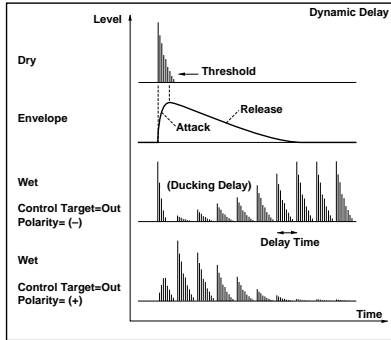 Dynamic Delay
Level
Dry
Threshold
Envelope
Release
Attack
Wet
(Ducking Delay)
Control Target=Out
Polarity= (–)
Delay Time
Wet
Control Target=Out
Polarity= (+)
Time